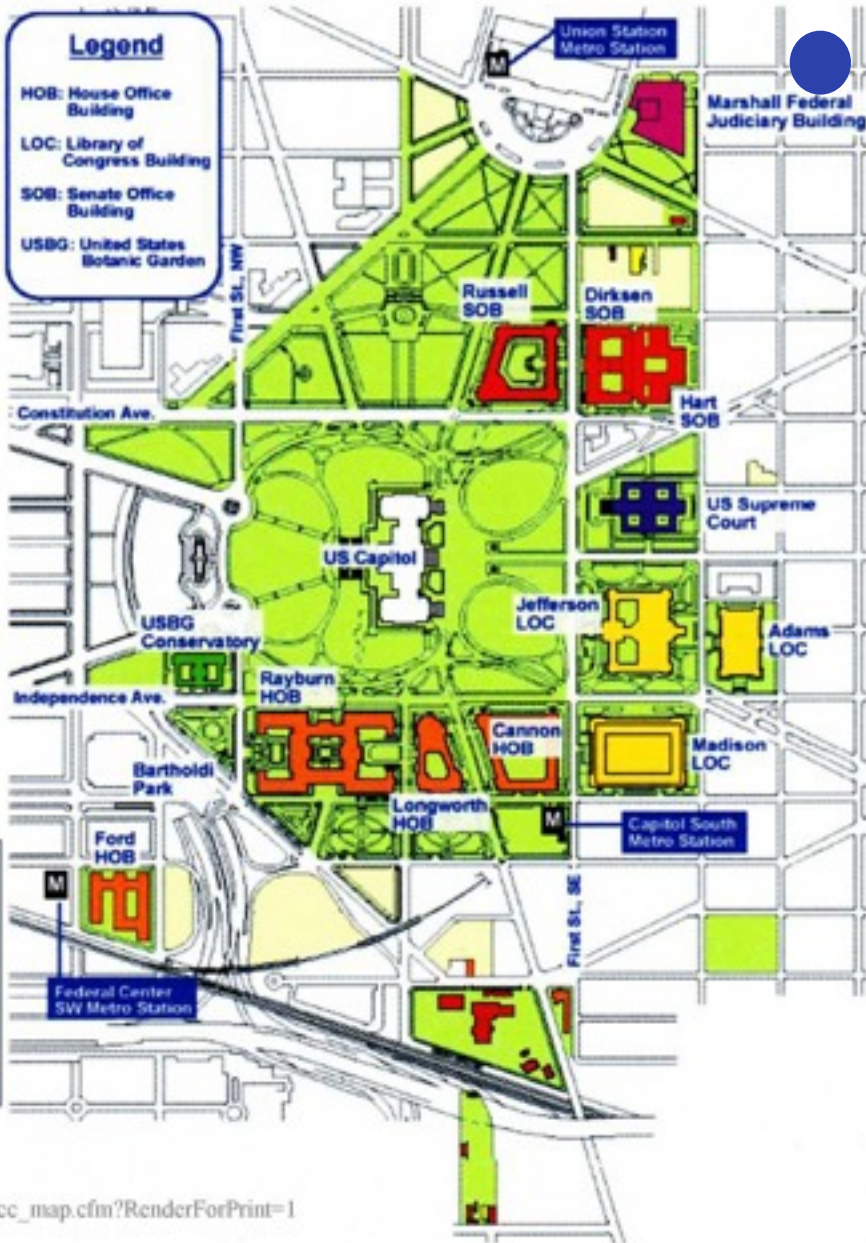 Legend
HOB: House Office
Building
LOC: Library of
Congress Building
SOB: Senate Office
Building
USBG: United States
Botanic Garden
M
Union Station
Metro Station
Marshall Federal
Judiciary Building
First St., NW
Russell
SOB
Dirksen
SOB
Constitution Ave.
Hart
SOB
US Supreme
Court
US Capitol
Jefferson
LOC
Adams
LOC
USBG
Conservatory
Rayburn
HOB
Independence Ave.
Cannon
HOB
Madison
LOC
Bartholdi
Park
Longworth
HOB
M
Capitol South
Metro Station
Ford
HOB
M
First St., SE
Federal Center
SW Metro Station
cc_map.cfm?RenderForPrint=1